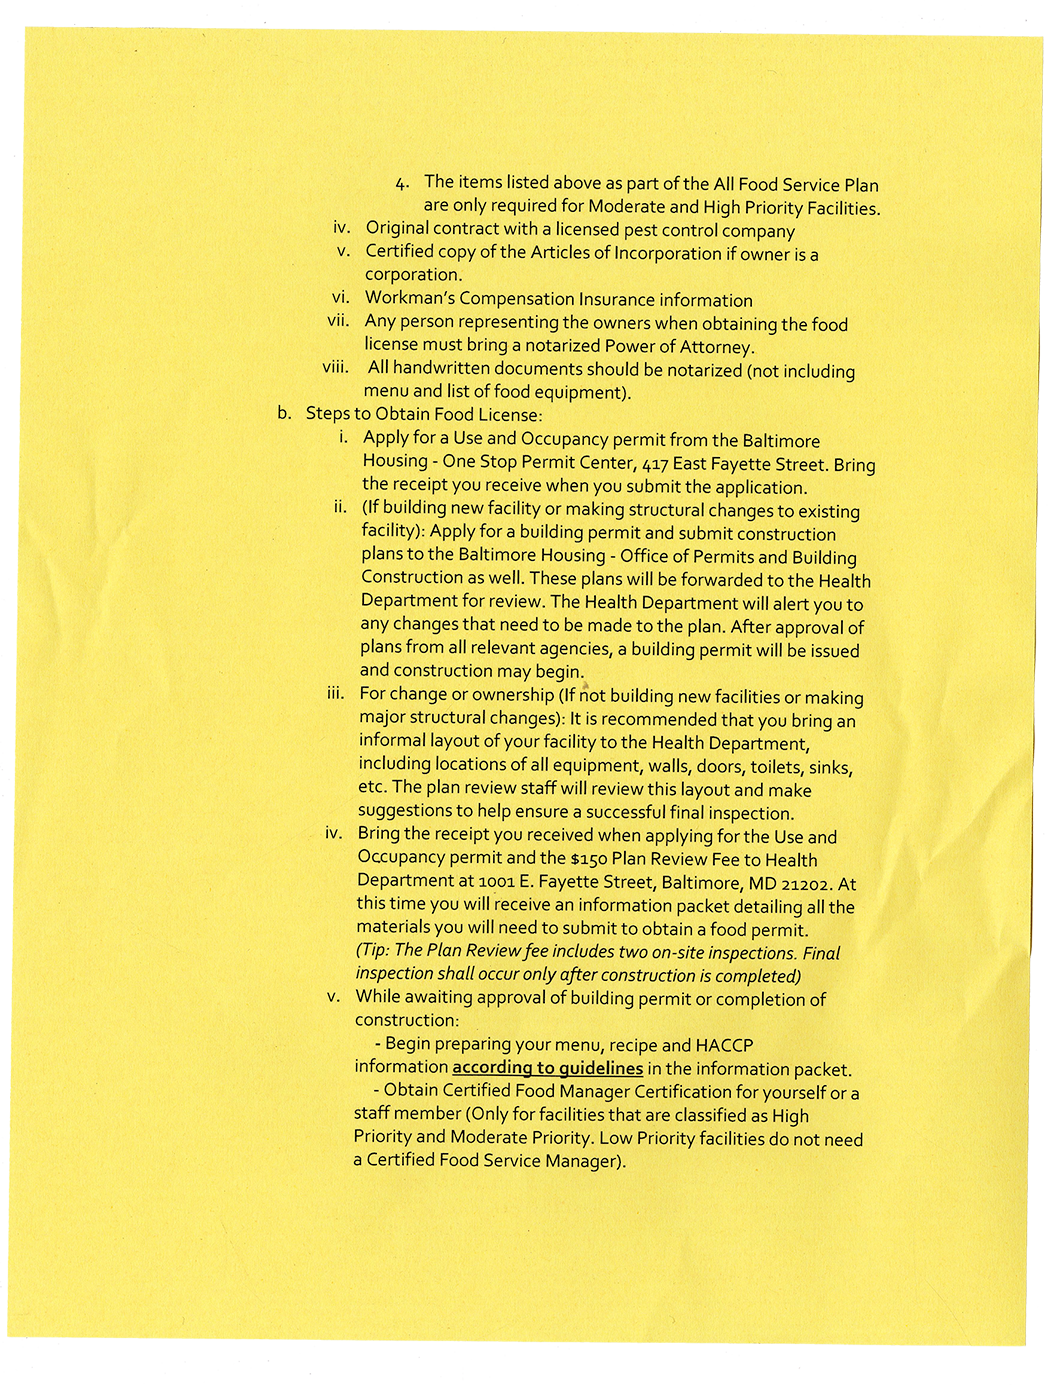 4. The items listed above as part of the All Food Service Plan
are only required for Moderate and High Priority Facilities.
iv. Original contract with a licensed pest control company
v. Certified copy of the Articles of Incorporation if owner is a
corporation.
vi. Workman's Compensation Insurance information
vii. Any person representing the owners when obtaining the food
license must bring a notarized Power of Attorney.
viii. All handwritten documents should be notarized (not including
menu and list of food equipment).
b. Steps to Obtain Food License:
i. Apply for a Use and Occupancy permit from the Baltimore
Housing - One Stop Permit Center, 417 East Fayette Street. Bring
the receipt you receive when you submit the application.
ii. (If building new facility or making structural changes to existing
facility): Apply for a building permit and submit construction
plans to the Baltimore Housing - Office of Permits and Building
Construction as well. These plans will be forwarded to the Health
Department for review. The Health Department will alert you to
any changes that need to be made to the plan. After approval of
plans from all relevant agencies, a building permit will be issued
and construction may begin.
iii. For change or ownership (If not building new facilities or making
major structural changes): It is recommended that you bring an
informal layout of your facility to the Health Department,
including locations of all equipment, walls, doors, toilets, sinks,
etc. The plan review staff will review this layout and make
suggestions to help ensure a successful final inspection.
iv. Bring the receipt you received when applying for the Use and
Occupancy permit and the $150 Plan Review Fee to Health
Department at 1001 E. Fayette Street, Baltimore, MD 21202. At
this time you will receive an information packet detailing all the
materials you will need to submit to obtain a food permit.
(Tip: The Plan Review fee includes two on-site inspections. Final
inspection shall occur only after construction is completed)
v. While awaiting approval of building permit or completion of
construction:
- Begin preparing your menu, recipe and HACCP
information according to guidelines in the information packet.
- Obtain Certified Food Manager Certification for yourself or a
staff member (Only for facilities that are classified as High
Priority and Moderate Priority. Low Priority facilities do not need
a Certified Food Service Manager).